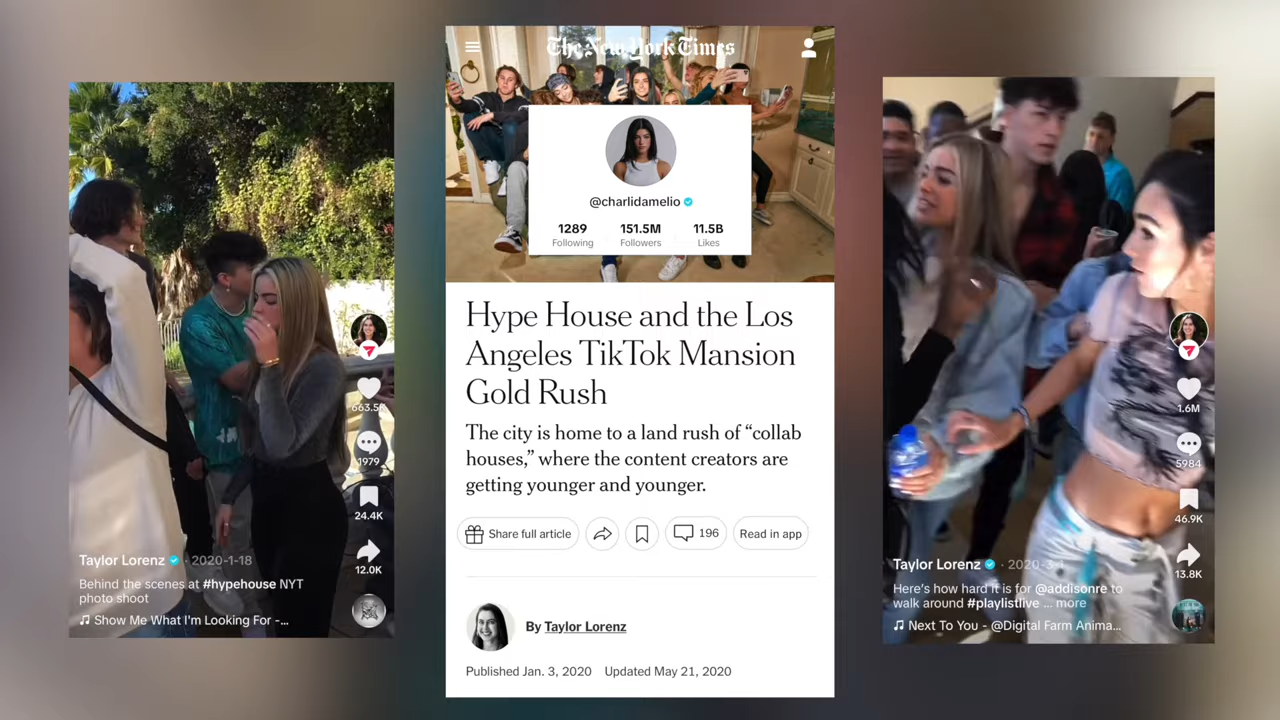 663.5K
1979
24.4K
12.0K
Taylor Lorenz · 2020-1-18
Behind the scenes at #hypehouse NYT
photo shoot
Show Me What I'm Looking For -...
The New York Times
@charlidamelio
1289 151.5M 11.5B
Following Followers Likes
Hype House and the Los
Angeles TikTok Mansion
Gold Rush
The city is home to a land rush of “collab
houses,” where the content creators are
getting younger and younger.
Share full article 196 Read in app
By Taylor Lorenz
Published Jan. 3, 2020 Updated May 21, 2020
1.6M
5984
46.9K
13.8K
Taylor Lorenz
Here's how hard it is for @addisonre to
walk around #playlistlive ... more
Next To You - @Digital Farm Anima...